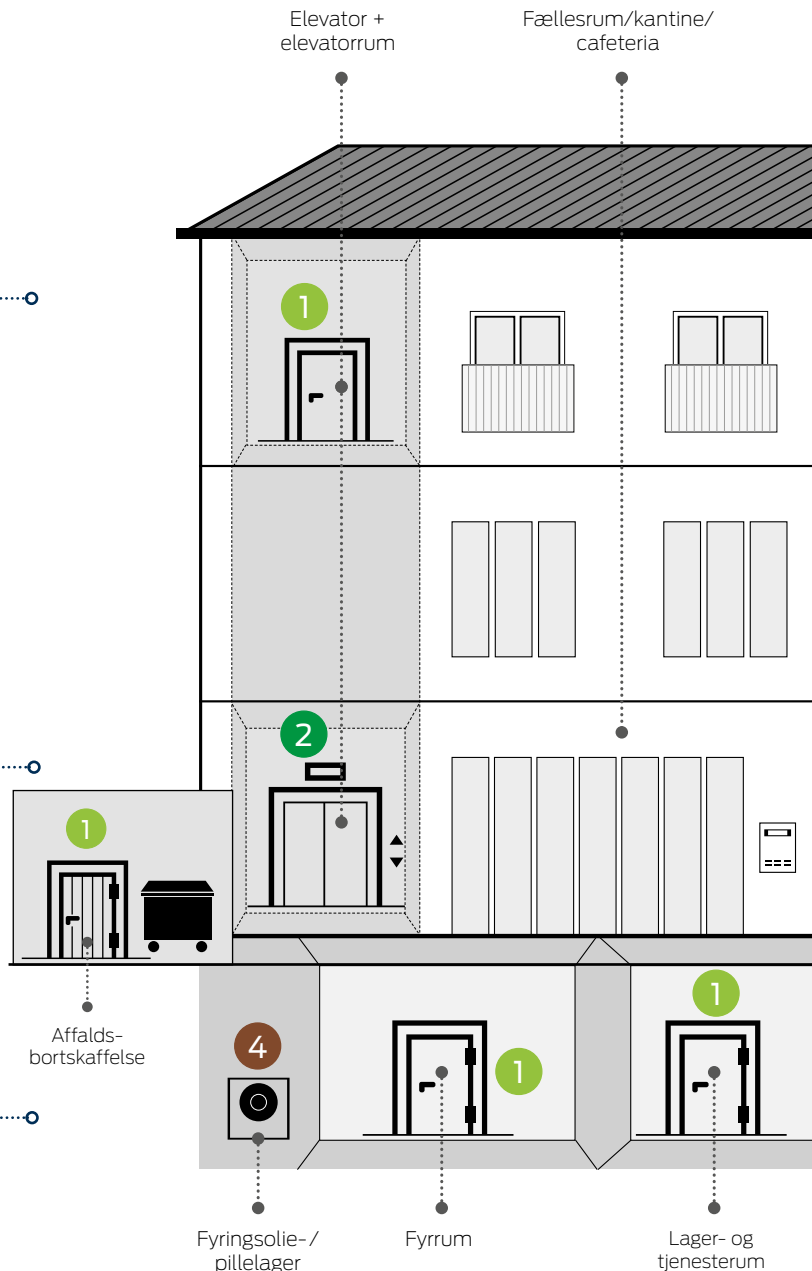 Elevator +
elevatorrum
Fællesrum/kantine/
cafeteria
1
2
1
Affalds-
bortskaffelse
4
1
1
Fyringsolie-/
pillelager
Fyrrum
Lager- og
tjenesterum